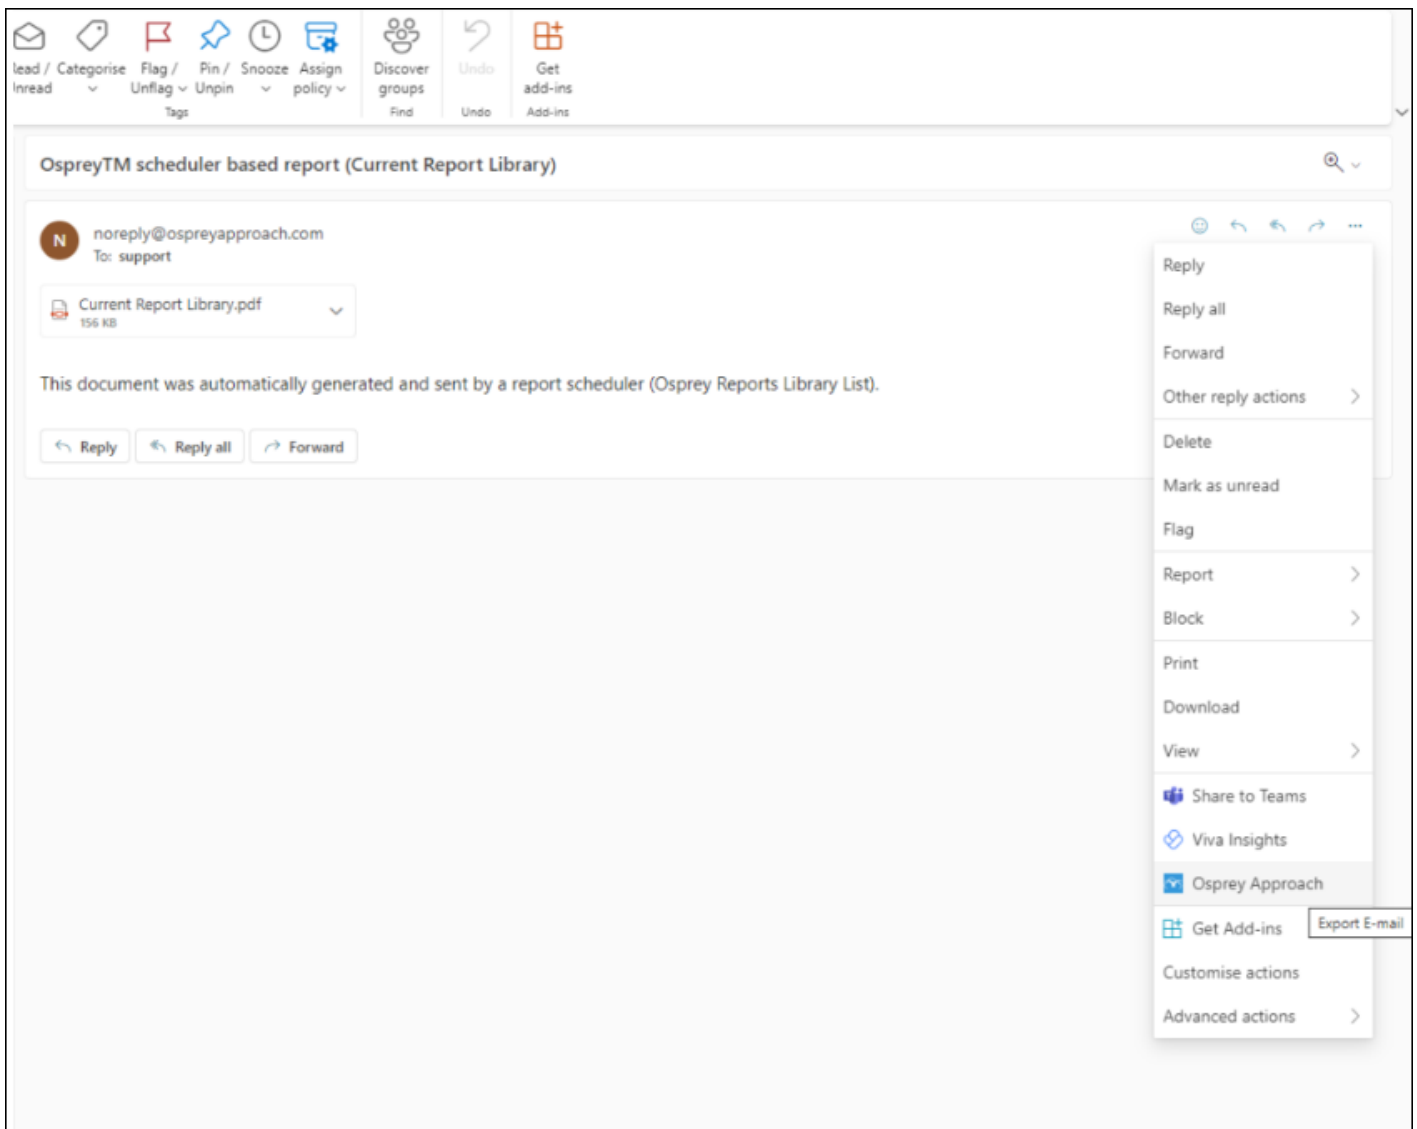 lead / Categorise Flag / Pin / Snooze Assign Discover Undo Get
nread Unflag Unpin policy groups add-ins
Tags Find Undo Add-ins
OspreyTM scheduler based report (Current Report Library)
N noreply@ospreyapproach.com
To: support
Current Report Library.pdf
156 KB
This document was automatically generated and sent by a report scheduler (Osprey Reports Library List).
Reply Reply all Forward
Reply
Reply all
Forward
Other reply actions
Delete
Mark as unread
Flag
Report
Block
Print
Download
View
Share to Teams
Viva Insights
Osprey Approach
Export E-mail
Get Add-ins
Customise actions
Advanced actions